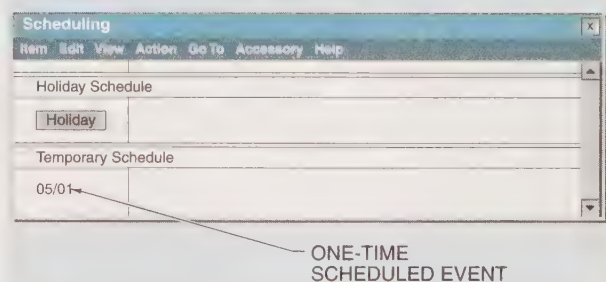 Scheduling
x
Item Edit View Action Go To Accessory Help
Holiday Schedule
Holiday
Temporary Schedule
05/01
ONE-TIME
SCHEDULED EVENT